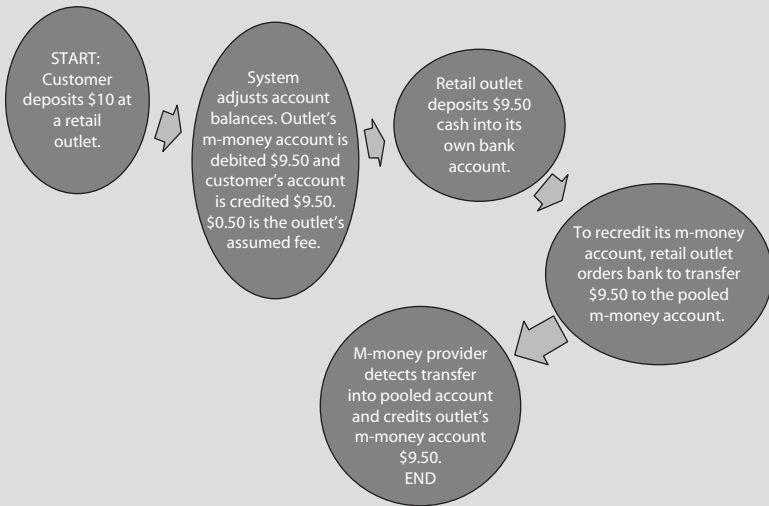 START:
Customer
deposits $10 at
a retail
outlet.
System
adjusts account
balances. Outlet's
m-money account is
debited $9.50 and
customer's account
is credited $9.50.
$0.50 is the outlet's
assumed fee.
Retail outlet
deposits $9.50
cash into its
own bank
account.
To recredit its m-money
account, retail outlet
orders bank to transfer
$9.50 to the pooled
m-money account.
M-money provider
detects transfer
into pooled account
and credits outlet's
m-money account
$9.50.
END